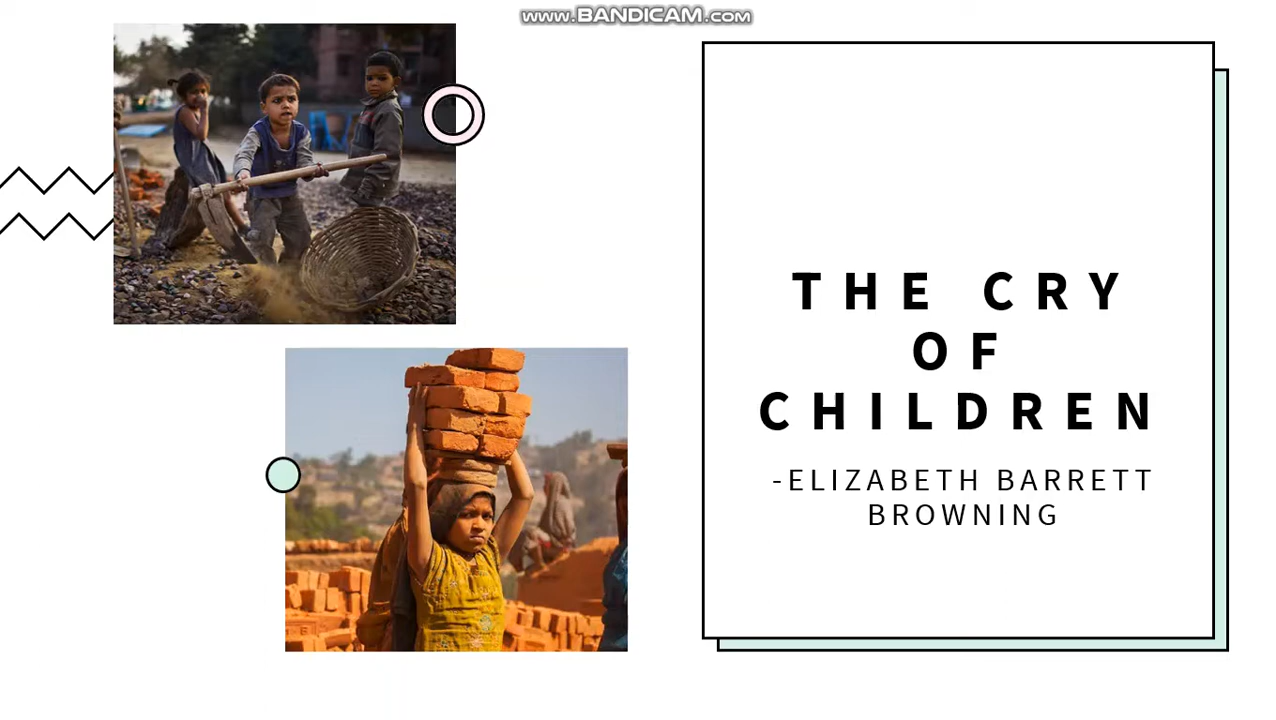 www.BANDICAM.com
THE CRY
OF
CHILDREN
-ELIZABETH BARRETT
BROWNING